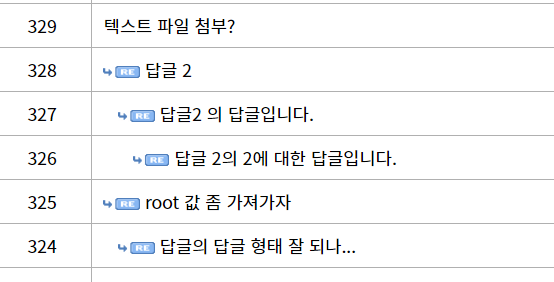 329 텍스트 파일 첨부?
328 RE 답글 2
327 RE 답글2 의 답글입니다.
326 RE 답글 2의 2에 대한 답글입니다.
325 RE root 값 좀 가져가자
324 RE 답글의 답글 형태 잘 되나...